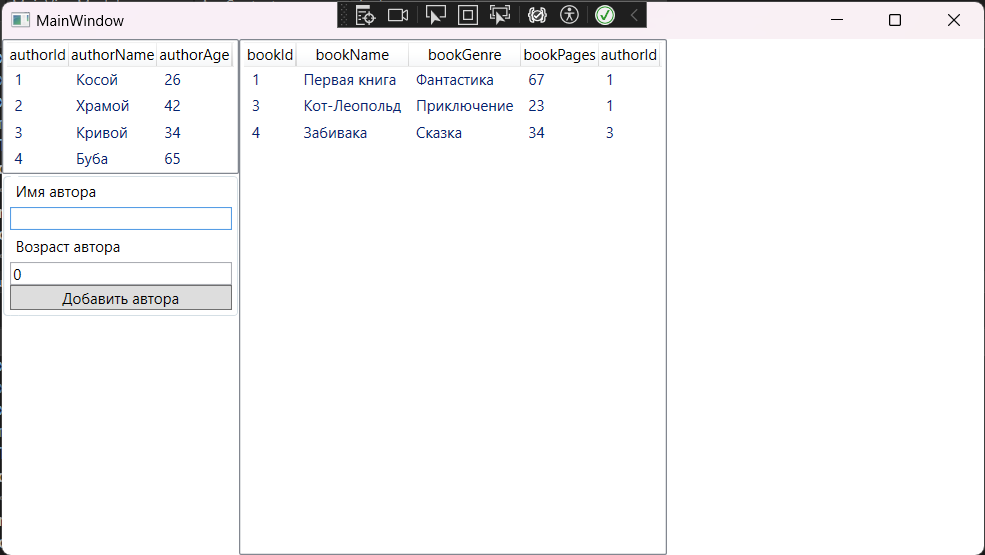 MainWindow
authorId authorName authorAge
1 Косой 26
2 Храмой 42
3 Кривой 34
4 Буба 65
Имя автора
Возраст автора
0
Добавить автора
bookId bookName bookGenre bookPages authorId
1 Первая книга Фантастика 67 1
3 Кот-Леопольд Приключение 23 1
4 Забивака Сказка 34 3